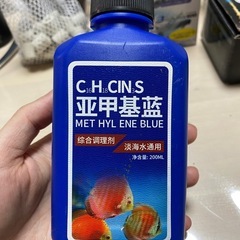 C16H18CIN3S
亚甲基蓝
MET HYL ENE BLUE
综合调理剂
淡海水通用
净含量：200ML